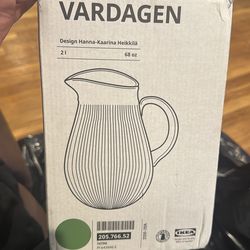 VARDAGEN
Design Hanna-Kaarina Heikkilä
2 l 68 oz
205.766.52
IKEA